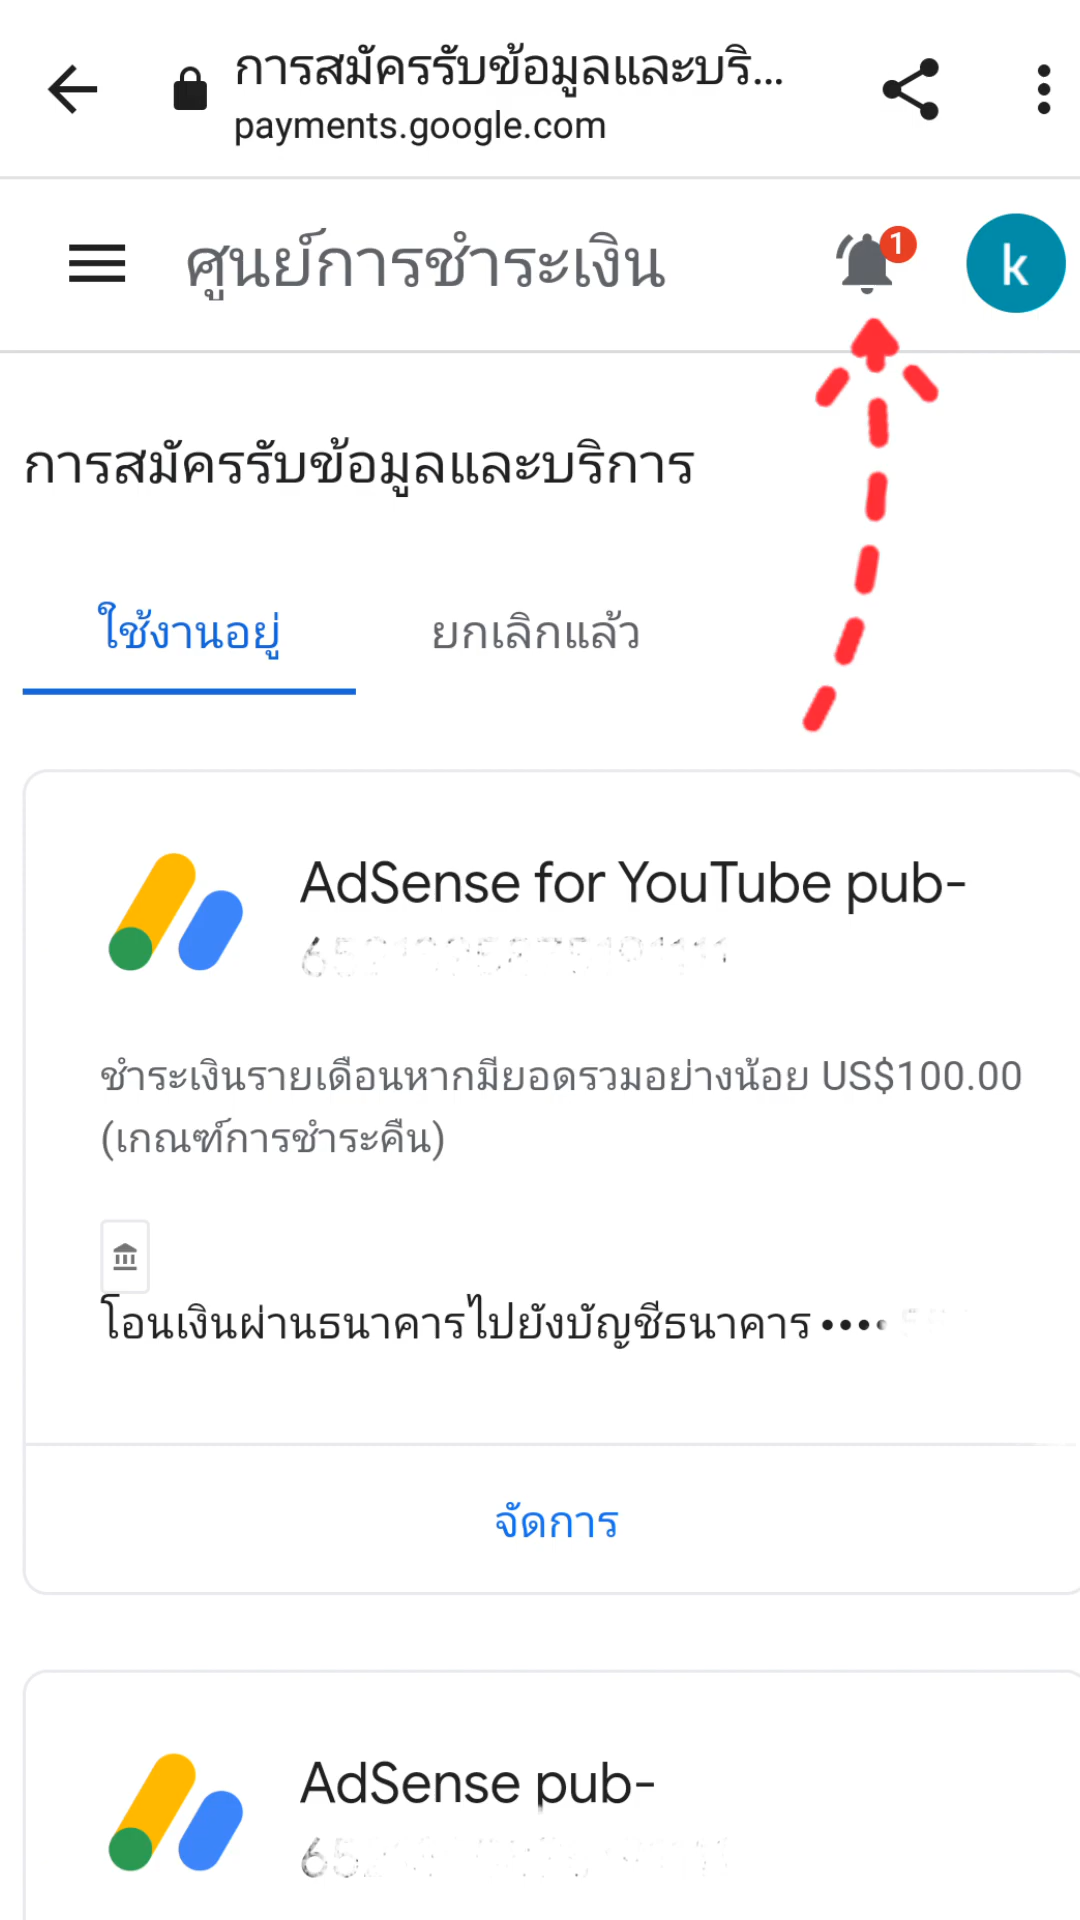 การสมัครรับข้อมูลและบริ...
payments.google.com
ศูนย์การชำระเงิน
1
k
การสมัครรับข้อมูลและบริการ
ใช้งานอยู่
ยกเลิกแล้ว
AdSense for YouTube pub-
ชำระเงินรายเดือนหากมียอดรวมอย่างน้อย US$100.00
(เกณฑ์การชำระคืน)
โอนเงินผ่านธนาคารไปยังบัญชีธนาคาร ••••
จัดการ
AdSense pub-